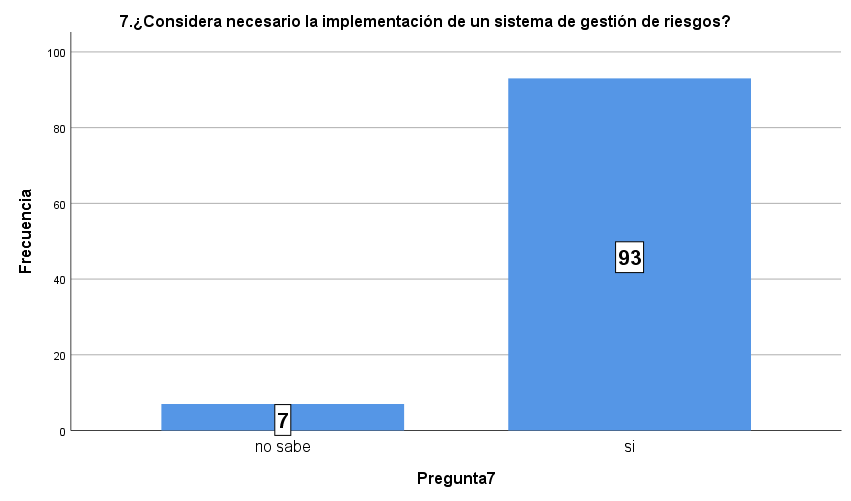 7.¿Considera necesario la implementación de un sistema de gestión de riesgos?
100
80
60
40
20
0
Frecuencia
93
7
no sabe
si
Pregunta7